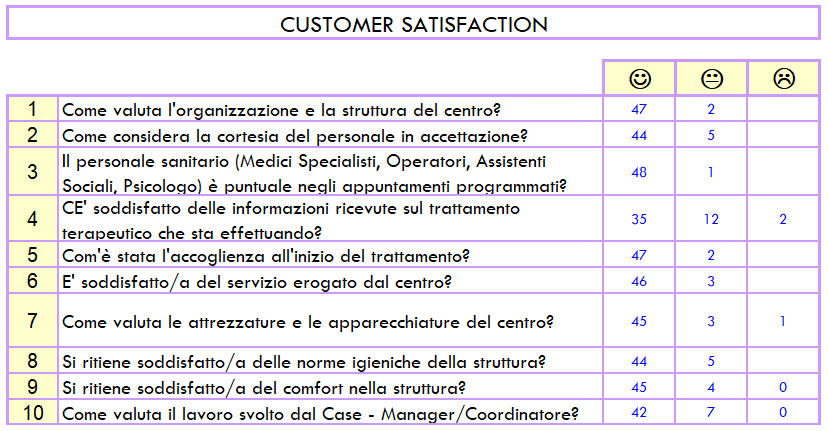 CUSTOMER SATISFACTION
1 Come valuta l'organizzazione e la struttura del centro? 47 2
2 Come considera la cortesia del personale in accettazione? 44 5
3 Il personale sanitario (Medici Specialisti, Operatori, Assistenti
Sociali, Psicologo) è puntuale negli appuntamenti programmati? 48 1
4 CE' soddisfatto delle informazioni ricevute sul trattamento
terapeutico che sta effettuando? 35 12 2
5 Com'è stata l'accoglienza all'inizio del trattamento? 47 2
6 E' soddisfatto/a del servizio erogato dal centro? 46 3
7 Come valuta le attrezzature e le apparecchiature del centro? 45 3 1
8 Si ritiene soddisfatto/a delle norme igieniche della struttura? 44 5
9 Si ritiene soddisfatto/a del comfort nella struttura? 45 4 0
10 Come valuta il lavoro svolto dal Case - Manager/Coordinatore? 42 7 0